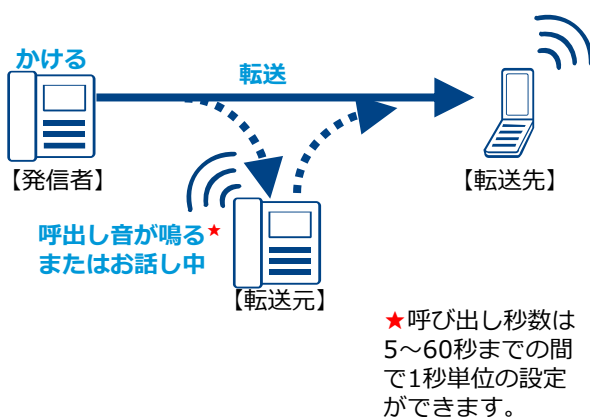 かける
転送
【発信者】
【転送先】
呼出し音が鳴る★
またはお話し中
【転送元】
★呼び出し秒数は
5～60秒までの間
で1秒単位の設定
ができます。